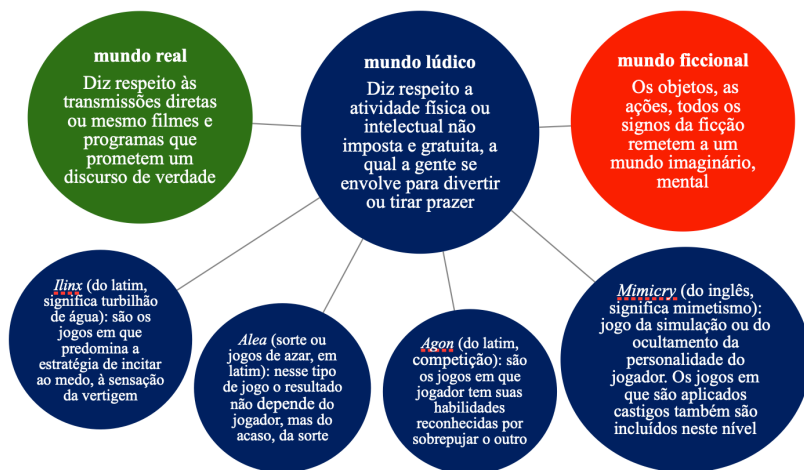 mundo real
Diz respeito às
transmissões diretas
ou mesmo filmes e
programas que
prometem um
discurso de verdade
mundo lúdico
Diz respeito a
atividade física ou
intelectual não
imposta e gratuita, a
qual a gente se
envolve para divertir
ou tirar prazer
mundo ficcional
Os objetos, as
ações, todos os
signos da ficção
remetem a um
mundo imaginário,
mental
Ilinx (do latim,
significa turbilhão
de água): são os
jogos em que
predomina a
estratégia de incitar
ao medo, à sensação
da vertigem
Alea (sorte ou
jogos de azar, em
latim): nesse tipo
de jogo o resultado
não depende do
jogador, mas do
acaso, da sorte
Agon (do latim,
competição): são
os jogos em que
jogador tem suas
habilidades
reconhecidas por
sobrepujar o outro
Mimicry (do inglês,
significa mimetismo):
jogo da simulação ou do
ocultamento da
personalidade do
jogador. Os jogos em
que são aplicados
castigos também são
incluídos neste nível